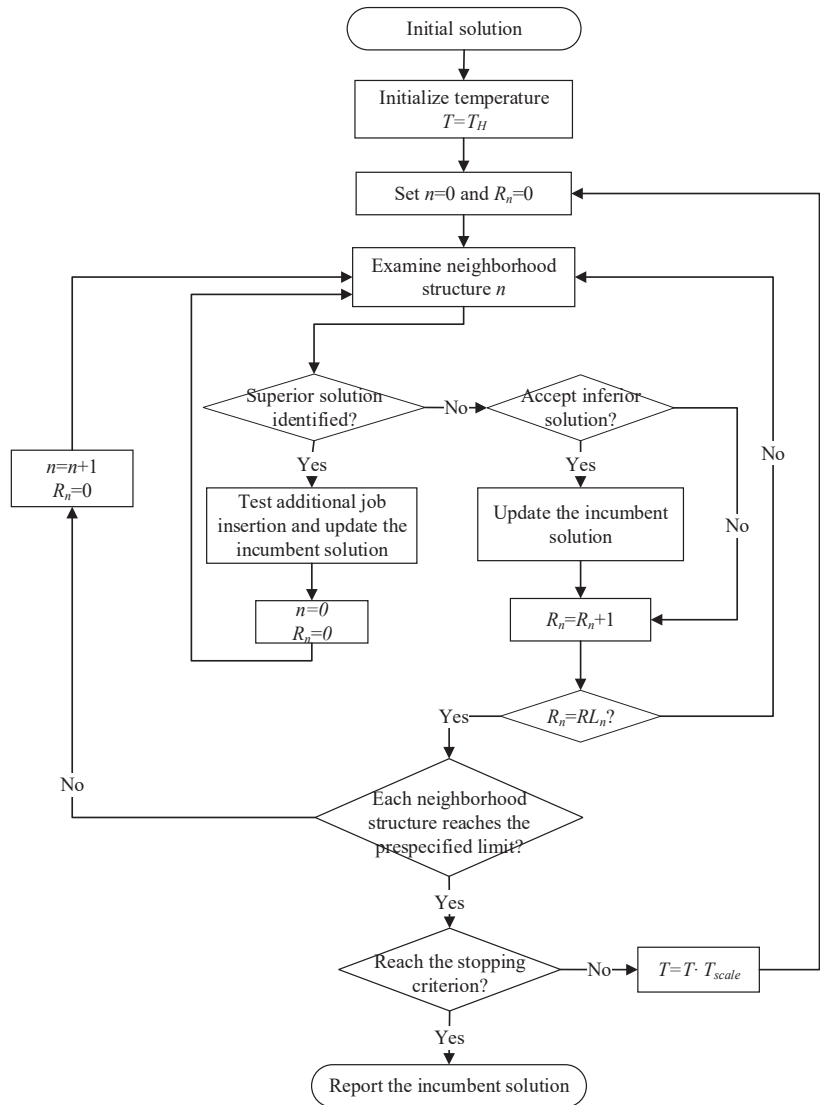 Initial solution
Initialize temperature
T=T_H
Set n=0 and R_n=0
Examine neighborhood
structure n
Superior solution
identified?
No
Accept inferior
solution?
No
Yes
Yes
n=n+1
R_n=0
Test additional job
insertion and update the
incumbent solution
Update the incumbent
solution
No
n=0
R_n=0
R_n=R_n+1
Yes
R_n=RL_n?
No
Each neighborhood
structure reaches the
prespecified limit?
Yes
Reach the stopping
criterion?
No
T=T· T_scale
Yes
Report the incumbent solution